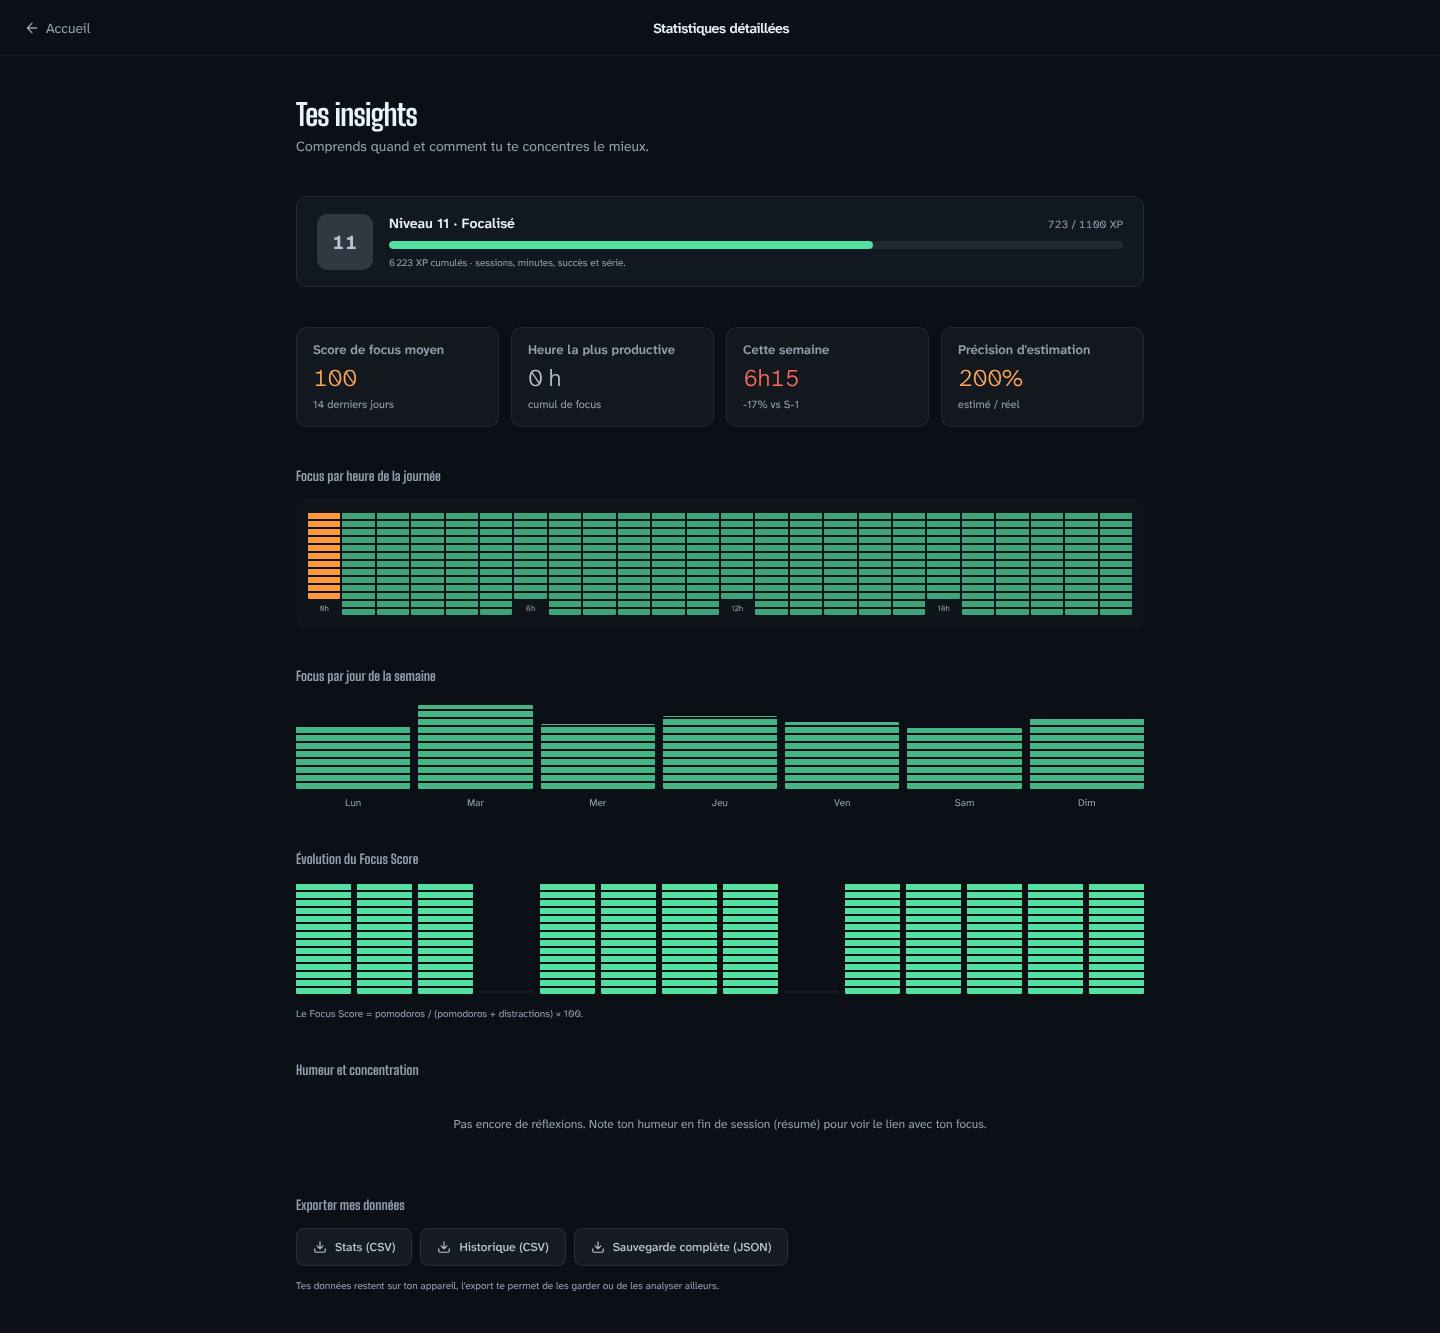 Accueil
Statistiques détaillées
Tes insights
Comprends quand et comment tu te concentres le mieux.
11
Niveau 11 · Focalisé
723 / 1100 XP
6 223 XP cumulés · sessions, minutes, succès et série.
Score de focus moyen
100
14 derniers jours
Heure la plus productive
0 h
cumul de focus
Cette semaine
6h15
-17% vs S-1
Précision d'estimation
200%
estimé / réel
Focus par heure de la journée
0h
6h
12h
18h
Focus par jour de la semaine
Lun
Mar
Mer
Jeu
Ven
Sam
Dim
Évolution du Focus Score
Le Focus Score = pomodoros / (pomodoros + distractions) × 100.
Humeur et concentration
Pas encore de réflexions. Note ton humeur en fin de session (résumé) pour voir le lien avec ton focus.
Exporter mes données
Stats (CSV)
Historique (CSV)
Sauvegarde complète (JSON)
Tes données restent sur ton appareil, l'export te permet de les garder ou de les analyser ailleurs.